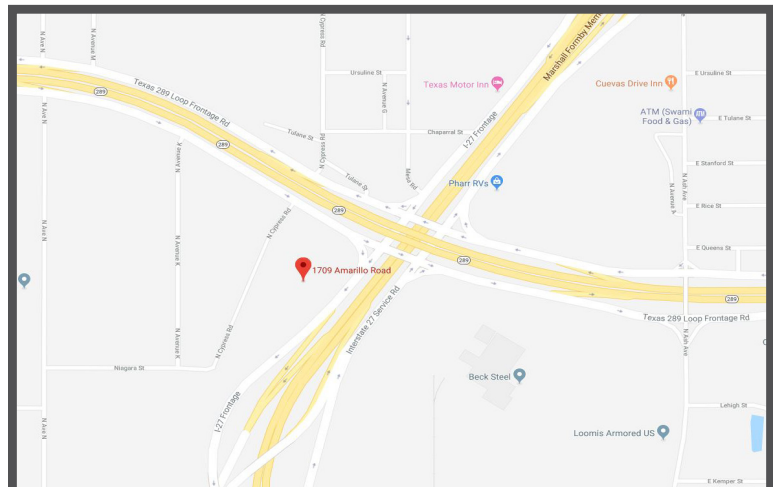 N Ave N
N Avenue M
N Cypress Rd
Ursuline St
N Avenue G
Texas Motor Inn
Marshall Formby Mem
Cuevas Drive Inn
E Ursuline St
ATM (Swami
Food & Gas)
E Tulane St
Texas 289 Loop Frontage Rd
289
N Ave N
N Avenue K
289
Tulane St
N Cypress Rd
Chaparral St
I-27 Frontage
Mesa Rd
Tulane St
Pharr RVs
E Stanford St
N Ash Ave
E Rice St
289
N Cypress Rd
N Ave N
N Avenue K
E Queens St
1709 Amarillo Road
289
289
Interstate 27 Service Rd
Texas 289 Loop Frontage Rd
N Avenue K
N Cypress Rd
N Ash Ave
Niagara St
Beck Steel
I-27 Frontage
Lehigh St
N Ave N
Loomis Armored US
E Kemper St